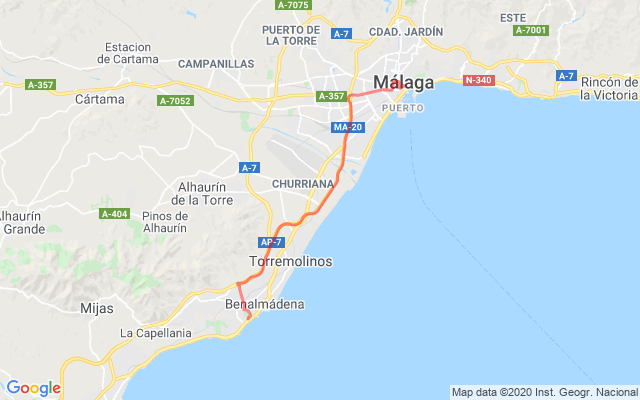 A-7075
PUERTO DE
LA TORRE
A-7
CDAD. JARDÍN
ESTE
A-7001
Estacion
de Cartama
CAMPANILLAS
Málaga
N-340
A-7
Rincón de
la Victoria
A-357
Cártama
A-7052
A-357
PUERTO
MA-20
A-7
CHURRIANA
Alhaurín
de la Torre
Alhaurín
Grande
A-404
Pinos de
Alhaurín
AP-7
Torremolinos
Mijas
Benalmádena
La Capellania
Google
Map data ©2020 Inst. Geogr. Nacional